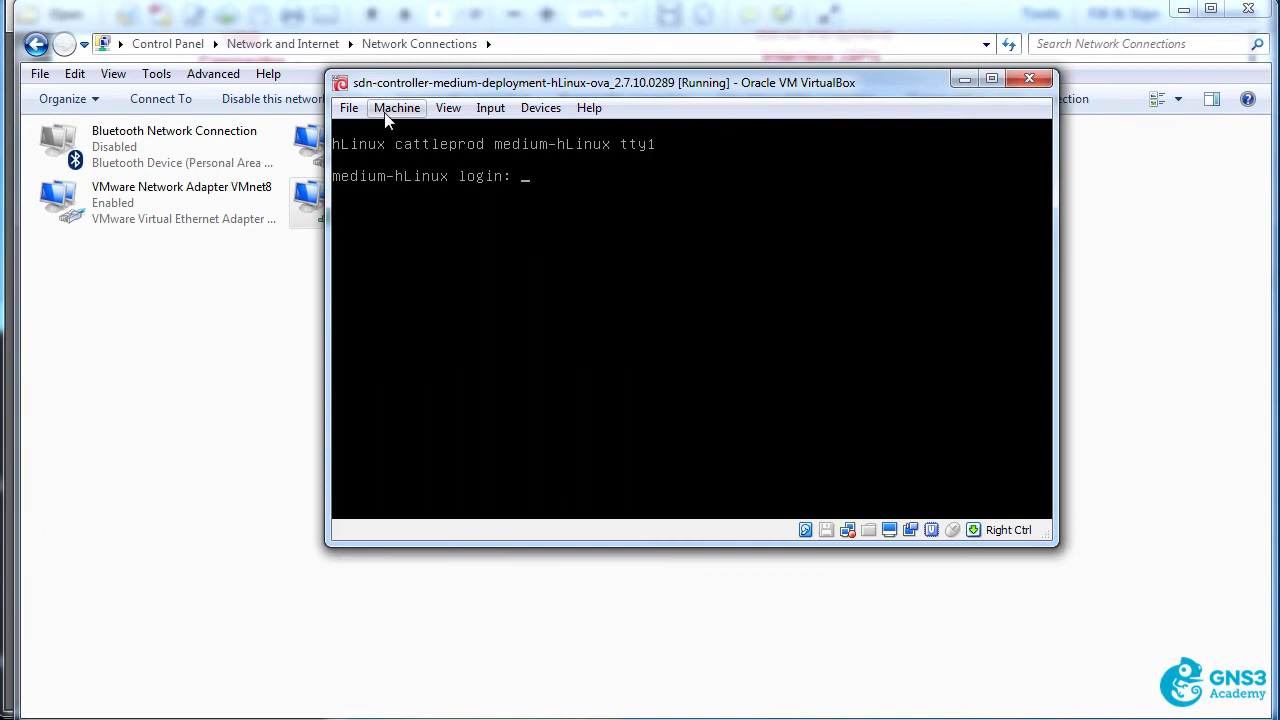 Control Panel Network and Internet Network Connections Search Network Connections
File Edit View Tools Advanced Help
Organize Connect To Disable this network
Bluetooth Network Connection
Disabled
Bluetooth Device (Personal Area ...
VMware Network Adapter VMnet8
Enabled
VMware Virtual Ethernet Adapter ...
sdn-controller-medium-deployment-hLinux-ova_2.7.10.0289 [Running] - Oracle VM VirtualBox
File Machine View Input Devices Help
hLinux cattleprod medium-hLinux tty1
medium-hLinux login: _
Right Ctrl
GNS3
Academy